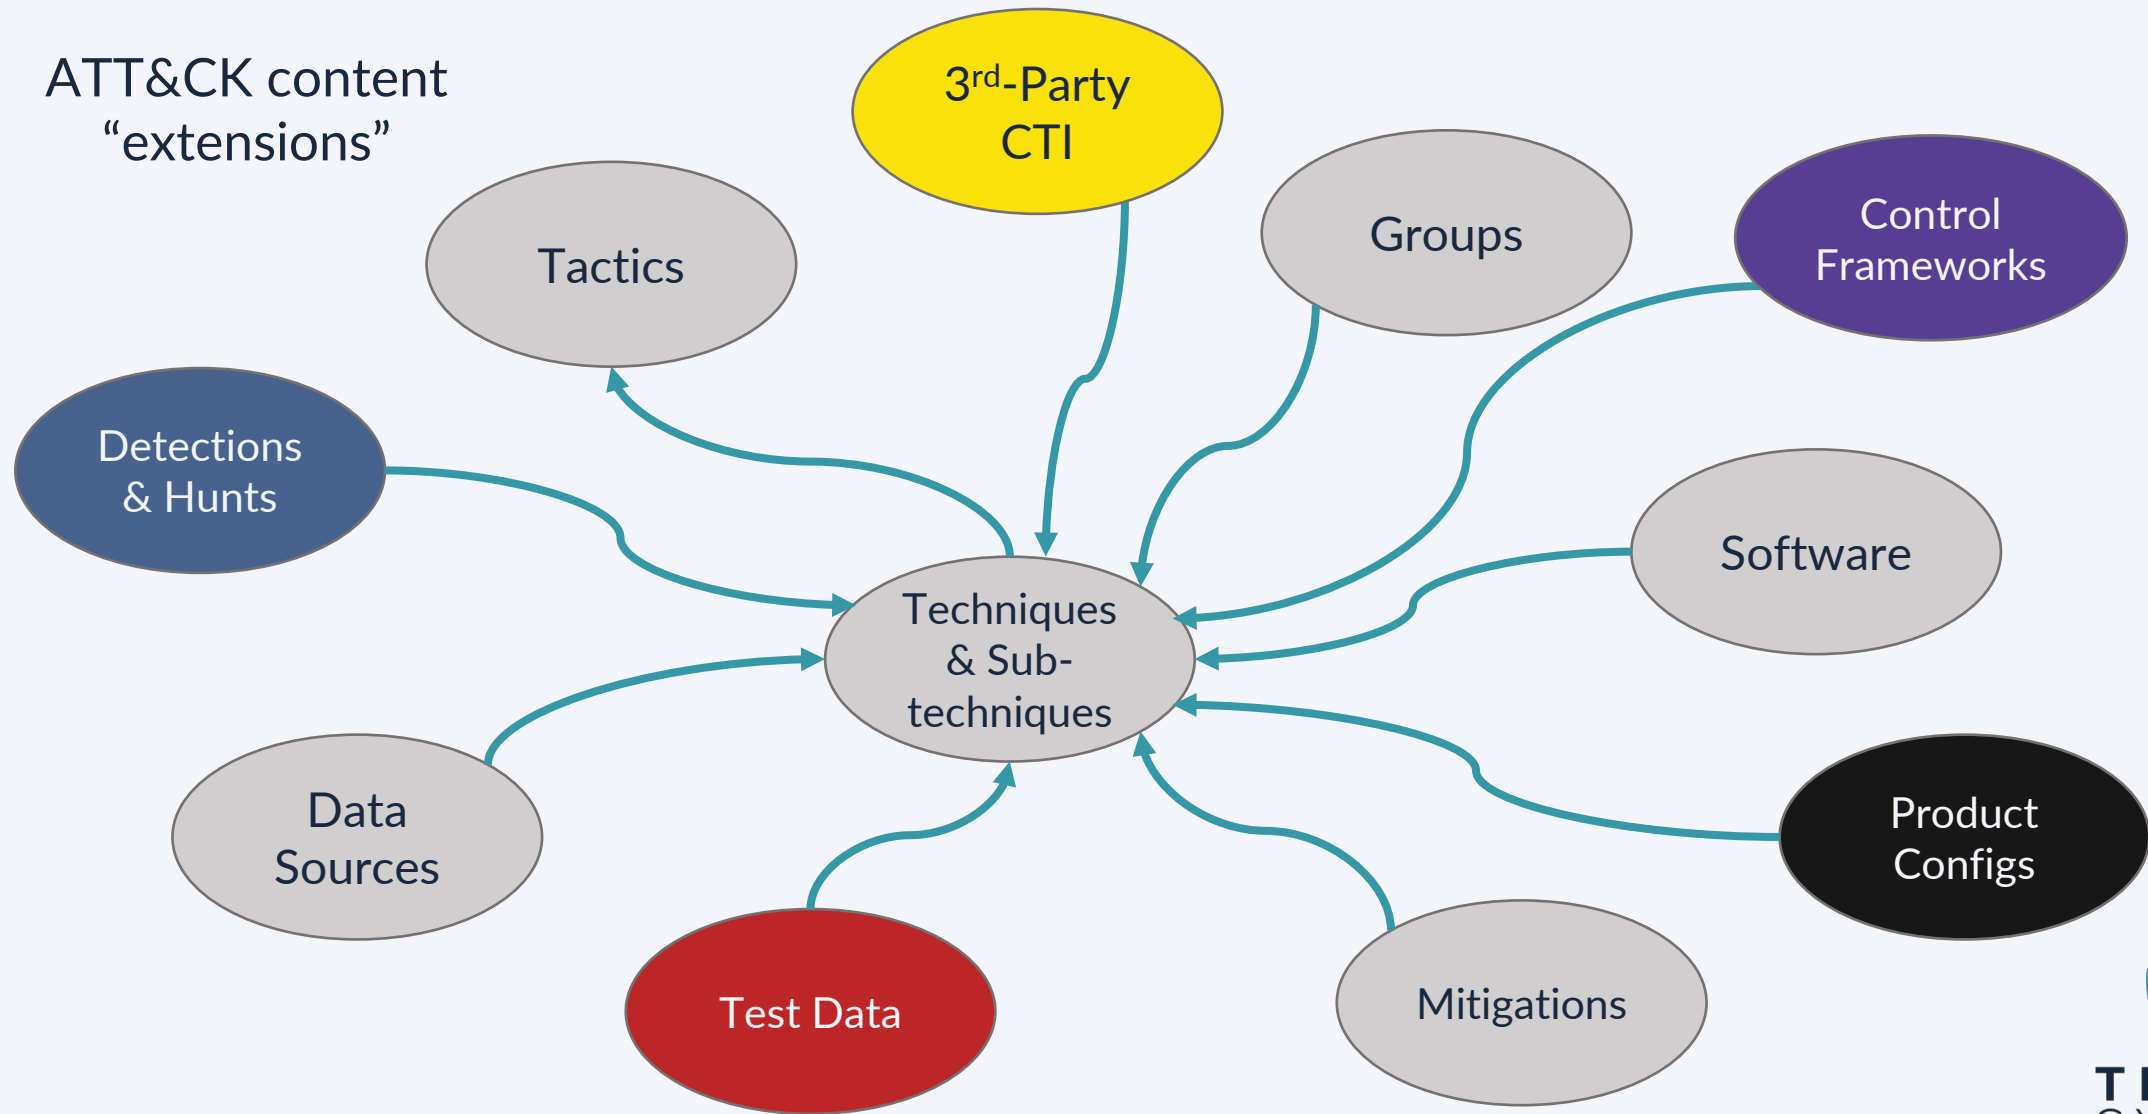 ATT&CK content
“extensions”
3rd-Party
CTI
Groups
Control
Frameworks
Tactics
Detections
& Hunts
Software
Techniques
& Sub-
techniques
Data
Sources
Product
Configs
Test Data
Mitigations